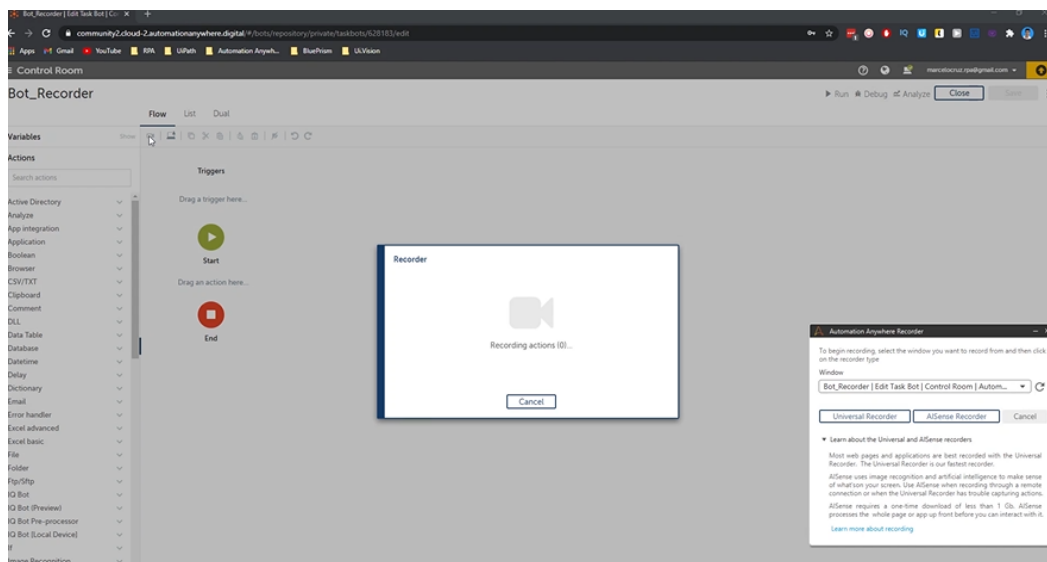 Bot_Recorder | Edit Task Bot | Co
community2.cloud-2.automationanywhere.digital/#/bots/repository/private/taskbots/628183/edit
Apps Gmail YouTube RPA UiPath Automation Anywh... BluePrism Ui.Vision
Control Room
marcelocruz.rpa@gmail.com
Bot_Recorder
Run Debug Analyze Close Save
Flow List Dual
Variables Show
Actions
Search actions
Active Directory
Analyze
App integration
Application
Boolean
Browser
CSV/TXT
Clipboard
Comment
DLL
Data Table
Database
Datetime
Delay
Dictionary
Email
Error handler
Excel advanced
Excel basic
File
Folder
Ftp/Sftp
IQ Bot
IQ Bot (Preview)
IQ Bot Pre-processor
IQ Bot [Local Device]
If
Image Recognition
Triggers
Drag a trigger here...
Start
Drag an action here...
End
Recorder
Recording actions (0)...
Cancel
Automation Anywhere Recorder
To begin recording, select the window you want to record from and then click
on the recorder type
Window
Bot_Recorder | Edit Task Bot | Control Room | Autom...
Universal Recorder AISense Recorder Cancel
Learn about the Universal and AISense recorders
Most web pages and applications are best recorded with the Universal
Recorder. The Universal Recorder is our fastest recorder.
AISense uses image recognition and artificial intelligence to make sense
of what'son your screen. Use AISense when recording through a remote
connection or when the Universal Recorder has trouble capturing actions.
AISense requires a one-time download of less than 1 Gb. AISense
processes the whole page or app up front before you can interact with it.
Learn more about recording